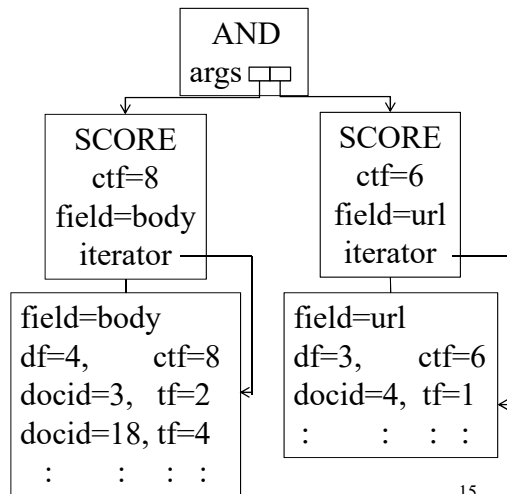 AND
args
SCORE
ctf=8
field=body
iterator
SCORE
ctf=6
field=url
iterator
field=body
df=4, ctf=8
docid=3, tf=2
docid=18, tf=4
: : : :
field=url
df=3, ctf=6
docid=4, tf=1
: : : :
15